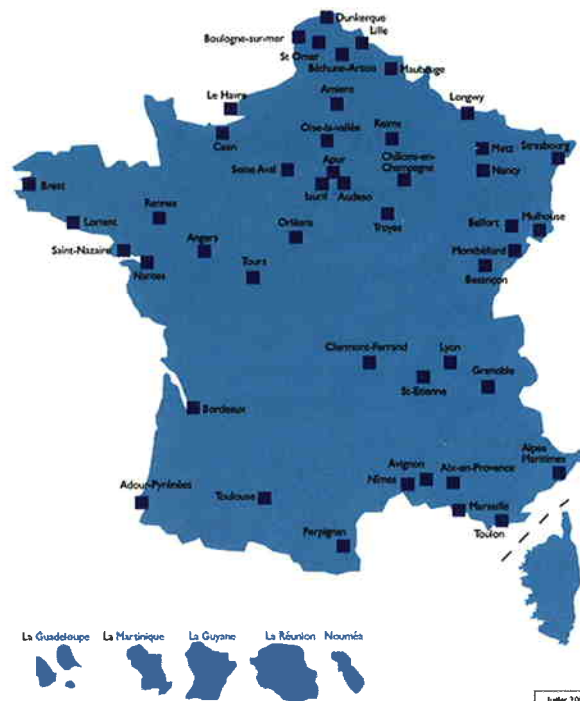 Dunkerque
Boulogne-sur-mer
Lille
St Omer
Béthune-Artois
Maubeuge
Le Havre
Amiens
Longwy
Caen
Oise-la-vallée
Reims
Metz
Strasbourg
Seine Aval
Apur
Châlons-en-
Champagne
Nancy
Brest
Iaurif
Audeso
Rennes
Lorient
Troyes
Belfort
Mulhouse
Orléans
Saint-Nazaire
Angers
Montbéliard
Nantes
Tours
Besançon
Clermont-Ferrand
Lyon
St-Etienne
Grenoble
Bordeaux
Alpes
Maritimes
Avignon
Aix-en-Provence
Nîmes
Adour-Pyrénées
Toulouse
Marseille
Toulon
Perpignan
La Guadeloupe
La Martinique
La Guyane
La Réunion
Nouméa